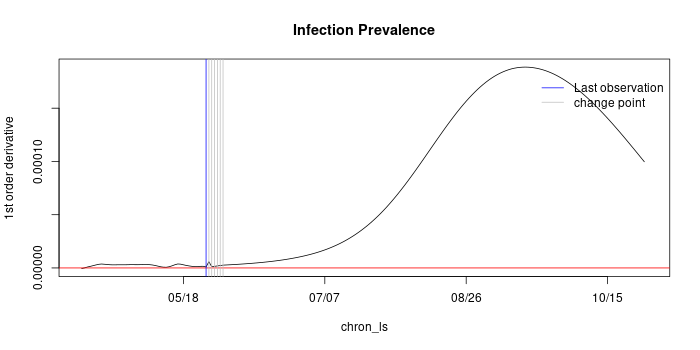 Infection Prevalence
1st order derivative
0.00010
0.00000
Last observation
change point
05/18
07/07
08/26
10/15
chron_ls